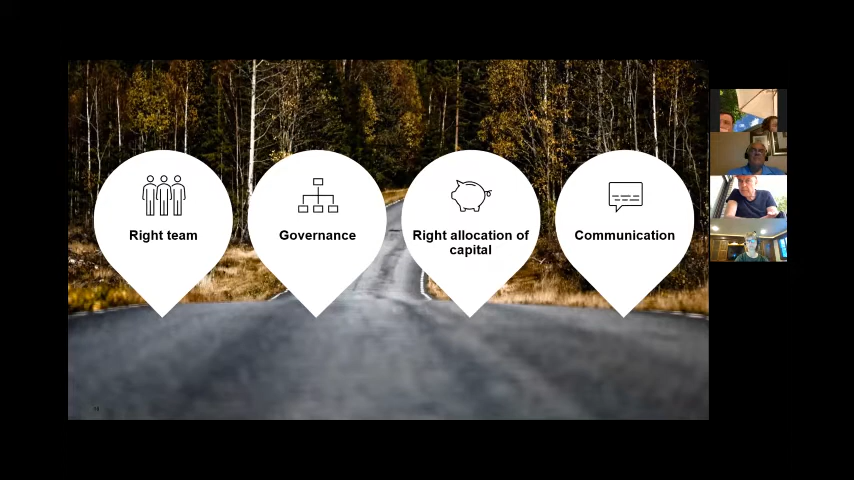 Right team
Governance
Right allocation of
capital
Communication